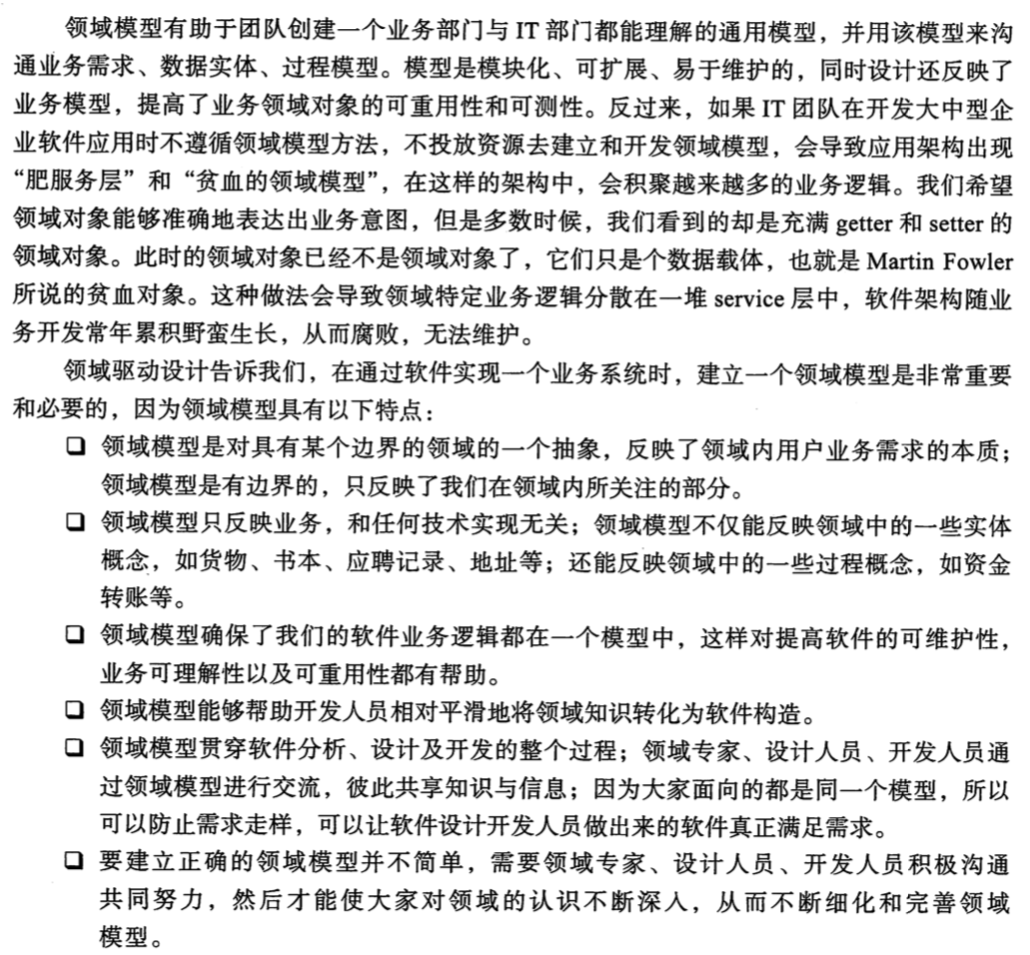 领域模型有助于团队创建一个业务部门与 IT 部门都能理解的通用模型，并用该模型来沟
通业务需求、数据实体、过程模型。模型是模块化、可扩展、易于维护的，同时设计还反映了
业务模型，提高了业务领域对象的可重用性和可测性。反过来，如果 IT 团队在开发大中型企
业软件应用时不遵循领域模型方法，不投放资源去建立和开发领域模型，会导致应用架构出现
“肥服务层”和“贫血的领域模型”，在这样的架构中，会积聚越来越多的业务逻辑。我们希望
领域对象能够准确地表达出业务意图，但是多数时候，我们看到的却是充满 getter 和 setter 的
领域对象。此时的领域对象已经不是领域对象了，它们只是个数据载体，也就是 Martin Fowler
所说的贫血对象。这种做法会导致领域特定业务逻辑分散在一堆 service 层中，软件架构随业
务开发常年累积野蛮生长，从而腐败，无法维护。
领域驱动设计告诉我们，在通过软件实现一个业务系统时，建立一个领域模型是非常重要
和必要的，因为领域模型具有以下特点：
❑ 领域模型是对具有某个边界的领域的一个抽象，反映了领域内用户业务需求的本质；
领域模型是有边界的，只反映了我们在领域内所关注的部分。
❑ 领域模型只反映业务，和任何技术实现无关；领域模型不仅能反映领域中的一些实体
概念，如货物、书本、应聘记录、地址等；还能反映领域中的一些过程概念，如资金
转账等。
❑ 领域模型确保了我们的软件业务逻辑都在一个模型中，这样对提高软件的可维护性，
业务可理解性以及可重用性都有帮助。
❑ 领域模型能够帮助开发人员相对平滑地将领域知识转化为软件构造。
❑ 领域模型贯穿软件分析、设计及开发的整个过程；领域专家、设计人员、开发人员通
过领域模型进行交流，彼此共享知识与信息；因为大家面向的都是同一个模型，所以
可以防止需求走样，可以让软件设计开发人员做出来的软件真正满足需求。
❑ 要建立正确的领域模型并不简单，需要领域专家、设计人员、开发人员积极沟通
共同努力，然后才能使大家对领域的认识不断深入，从而不断细化和完善领域
模型。